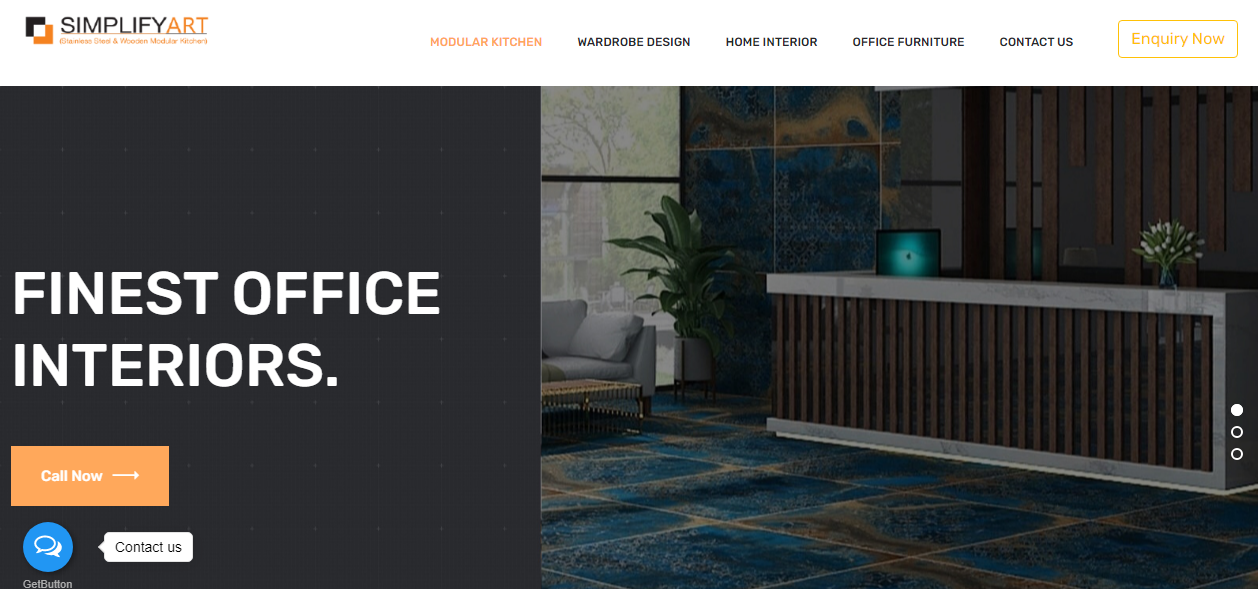 SIMPLIFYART
(Stainless Steel & Wooden Modular Kitchen)
MODULAR KITCHEN WARDROBE DESIGN HOME INTERIOR OFFICE FURNITURE CONTACT US Enquiry Now
FINEST OFFICE
INTERIORS.
Call Now
Contact us
GetButton